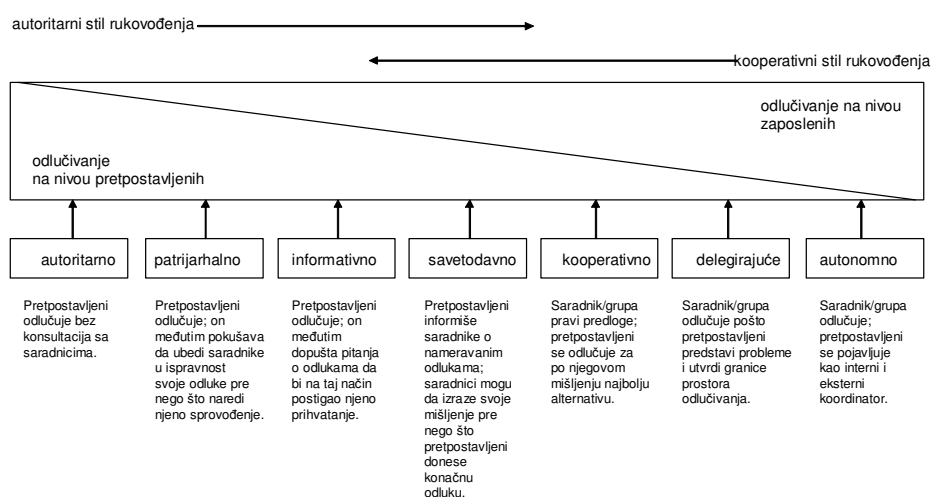 autoritarni stil rukovođenja
kooperativni stil rukovođenja
odlučivanje na nivou
zaposlenih
odlučivanje
na nivou pretpostavljenih
autoritarno
patrijarhalno
informativno
savetodavno
kooperativno
delegirajuće
autonomno
Pretpostavljeni
odlučuje bez
konsultacija sa
saradnicima.
Pretpostavljeni
odlučuje; on
međutim pokušava
da ubedi saradnike
u ispravnost
svoje odluke pre
nego što naredi
njeno sprovođenje.
Pretpostavljeni
odlučuje; on
međutim
dopušta pitanja
o odlukama da
bi na taj način
postigao njeno
prihvatanje.
Pretpostavljeni
informiše
saradnike o
nameravanim
odlukama;
saradnici mogu
da izraze svoje
mišljenje pre
nego što
pretpostavljeni
donese
konačnu
odluku.
Saradnik/grupa
pravi predloge;
pretpostavljeni
se odlučuje za
po njegovom
mišljenju najbolju
alternativu.
Saradnik/grupa
odlučuje pošto
pretpostavljeni
predstavi probleme
i utvrdi granice
prostora
odlučivanja.
Saradnik/grupa
odlučuje;
pretpostavljeni
se pojavljuje
kao interni i
eksterni
koordinator.